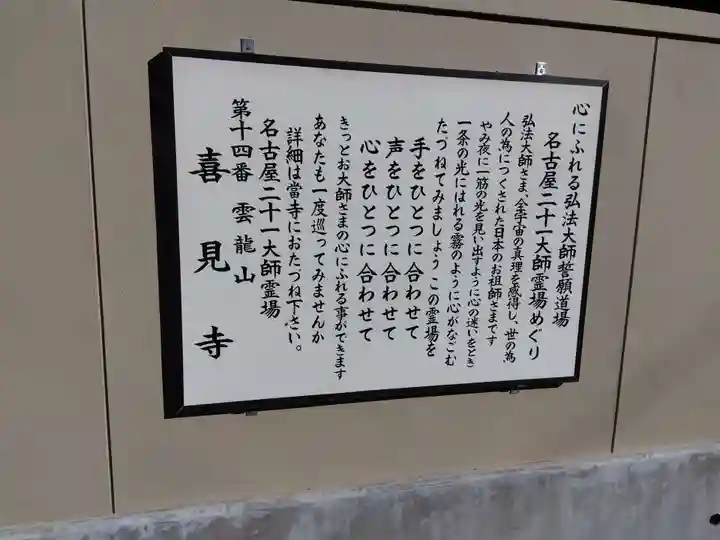 心にふれる弘法大師誓願道場
名古屋二十一大師霊場めぐり
弘法大師さま、全宇宙の真理を感得し、世の為
人の為につくされた日本のお祖師さまです
やみ夜に一筋の光を見い出すように心の迷いをとき
一条の光にはれる霧のように心がなごむ
たづねてみましょう この霊場を
手をひとつに合わせて
声をひとつに合わせて
心をひとつに合わせて
きっとお大師さまの心にふれる事ができます
あなたも一度巡ってみませんか
詳細は當寺におたづね下さい。
名古屋二十一大師霊場
第十四番 雲龍山
喜見寺